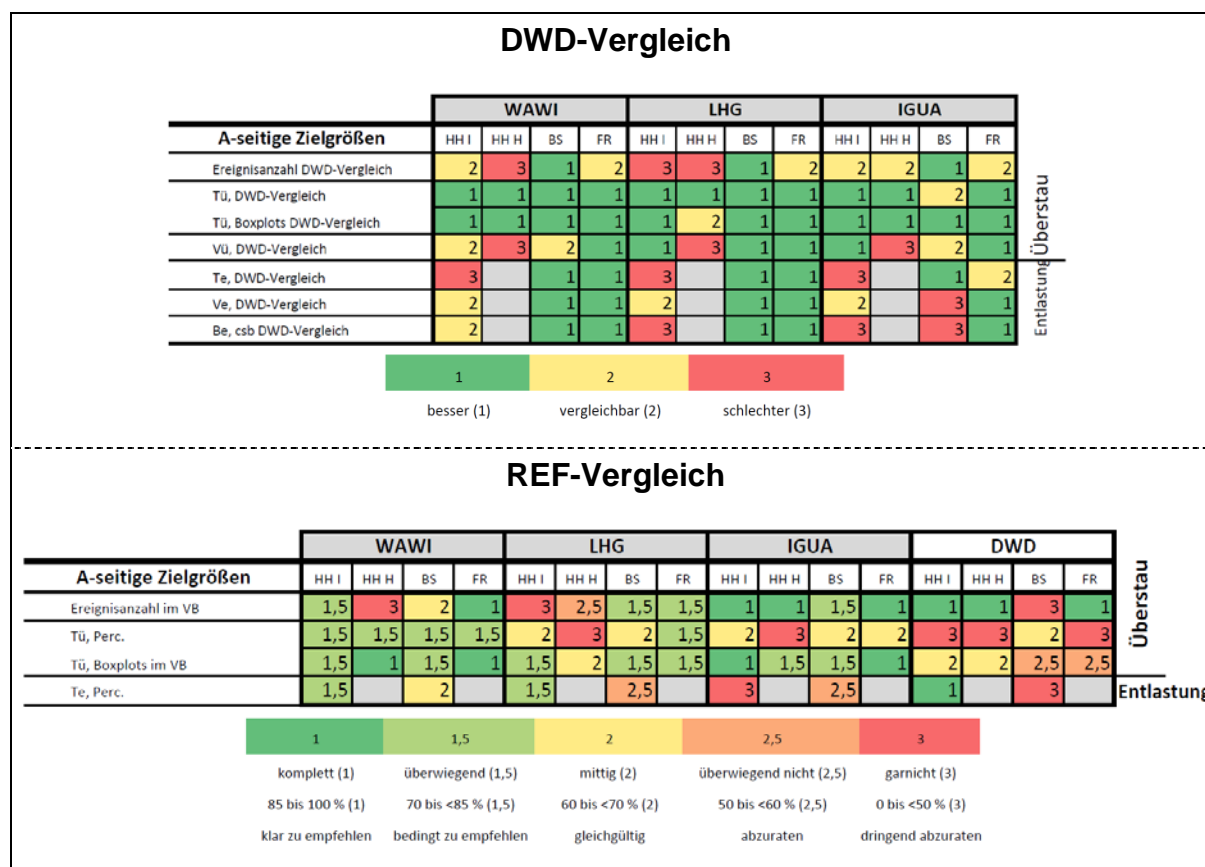 DWD-Vergleich
WAWI LHG IGUA
A-seitige Zielgrößen HH I HH H BS FR HH I HH H BS FR HH I HH H BS FR
Ereignisanzahl DWD-Vergleich 2 3 1 2 3 3 1 2 2 2 1 2
Tü, DWD-Vergleich 1 1 1 1 1 1 1 1 1 1 2 1
Tü, Boxplots DWD-Vergleich 1 1 1 1 1 2 1 1 1 1 1 1
Vü, DWD-Vergleich 2 3 2 1 1 3 1 1 1 3 2 1
Überstau
Te, DWD-Vergleich 3 1 1 3 1 1 3 1 2
Ve, DWD-Vergleich 2 1 1 2 1 1 2 3 1
Be, csb DWD-Vergleich 2 1 1 3 1 1 3 3 1
Entlastung
1 2 3
besser (1) vergleichbar (2) schlechter (3)
REF-Vergleich
WAWI LHG IGUA DWD
A-seitige Zielgrößen HH I HH H BS FR HH I HH H BS FR HH I HH H BS FR HH I HH H BS FR
Ereignisanzahl im VB 1,5 3 2 1 3 2,5 1,5 1,5 1 1 1,5 1 1 1 3 1
Tü, Perc. 1,5 1,5 1,5 1,5 2 3 2 1,5 2 3 2 2 3 3 2 3
Tü, Boxplots im VB 1,5 1 1,5 1 1,5 2 1,5 1,5 1 1,5 1,5 1 2 2 2,5 2,5
Überstau
Te, Perc. 1,5 2 1,5 2,5 3 2,5 1 3 Entlastung
1 1,5 2 2,5 3
komplett (1) überwiegend (1,5) mittig (2) überwiegend nicht (2,5) garnicht (3)
85 bis 100 % (1) 70 bis <85 % (1,5) 60 bis <70 % (2) 50 bis <60 % (2,5) 0 bis <50 % (3)
klar zu empfehlen bedingt zu empfehlen gleichgültig abzuraten dringend abzuraten